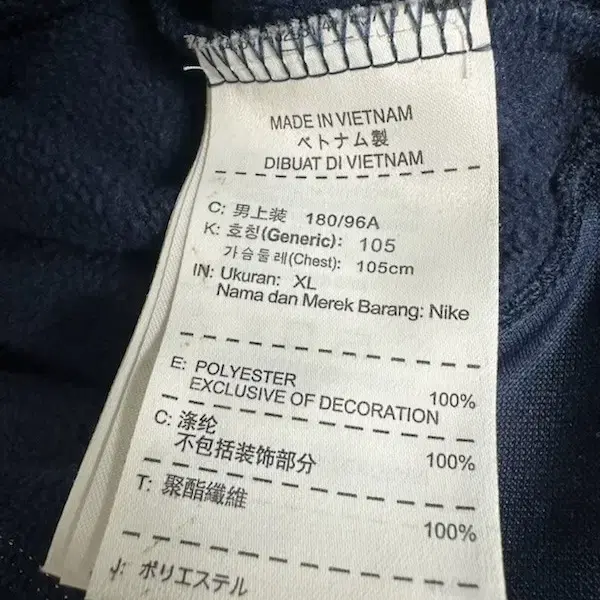 MADE IN VIETNAM
ベトナム製
DIBUAT DI VIETNAM
C: 男上装 180/96A
K: 호칭(Generic): 105
가슴둘레(Chest): 105cm
IN: Ukuran: XL
Nama dan Merek Barang: Nike
E: POLYESTER 100%
EXCLUSIVE OF DECORATION
C: 涤纶 100%
不包括装饰部分
T: 聚酯纖維 100%
J: ポリエステル